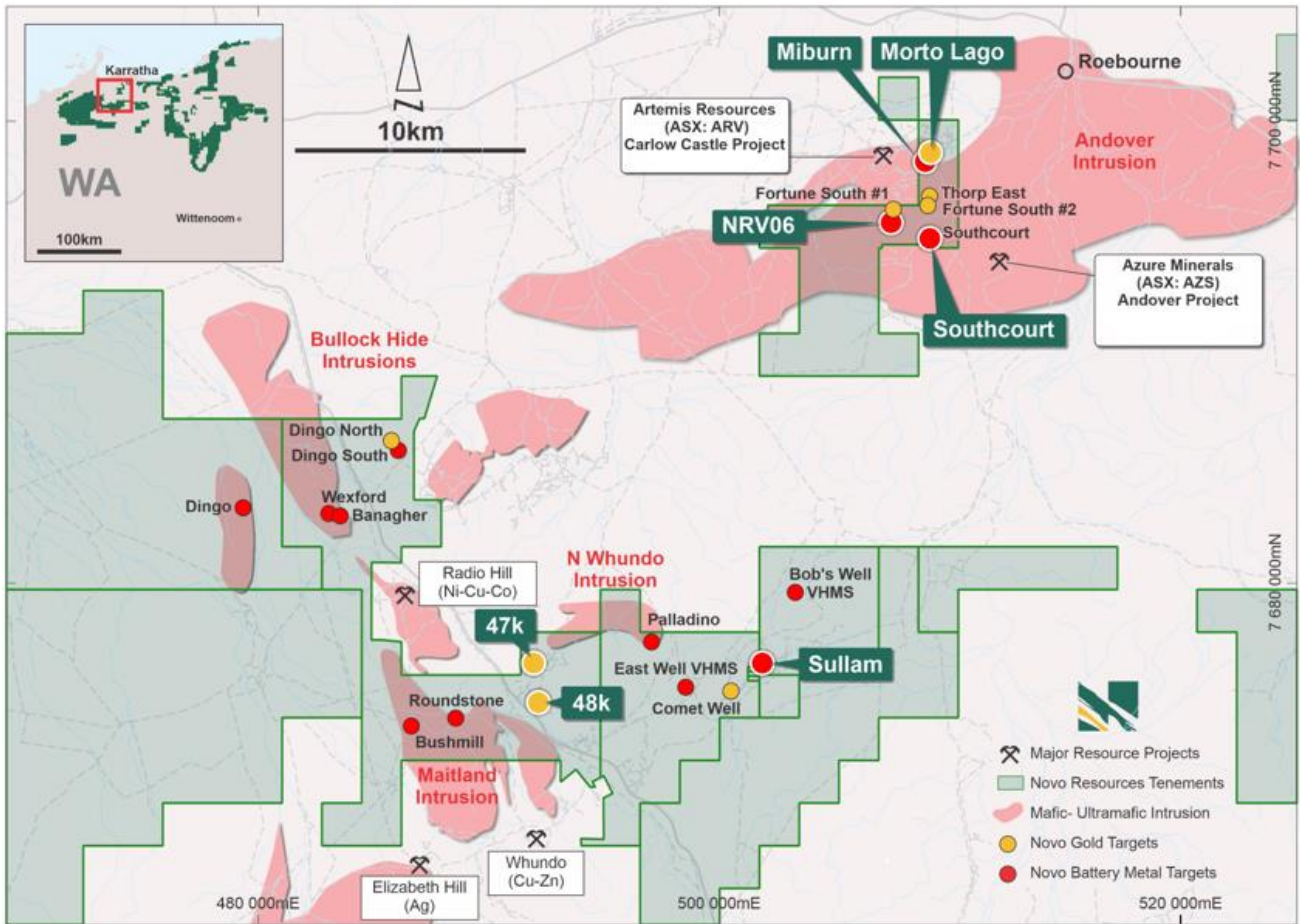 Karratha
WA
Wittenoom
100km
10km
N
Miburn
Morto Lago
Roebourne
Artemis Resources
(ASX: ARV)
Carlow Castle Project
Andover
Intrusion
7 700 000mN
Fortune South #1
Thorp East
Fortune South #2
NRV06
Southcourt
Azure Minerals
(ASX: AZS)
Andover Project
Southcourt
Bullock Hide
Intrusions
Dingo North
Dingo South
Wexford
Dingo
Banagher
Radio Hill
(Ni-Cu-Co)
N Whundo
Intrusion
Bob's Well
VHMS
7 680 000mN
47k
Palladino
East Well VHMS
Sullam
Comet Well
48k
Roundstone
Bushmill
Maitland
Intrusion
Whundo
(Cu-Zn)
Elizabeth Hill
(Ag)
Major Resource Projects
Novo Resources Tenements
Mafic- Ultramafic Intrusion
Novo Gold Targets
Novo Battery Metal Targets
480 000mE
500 000mE
520 000mE